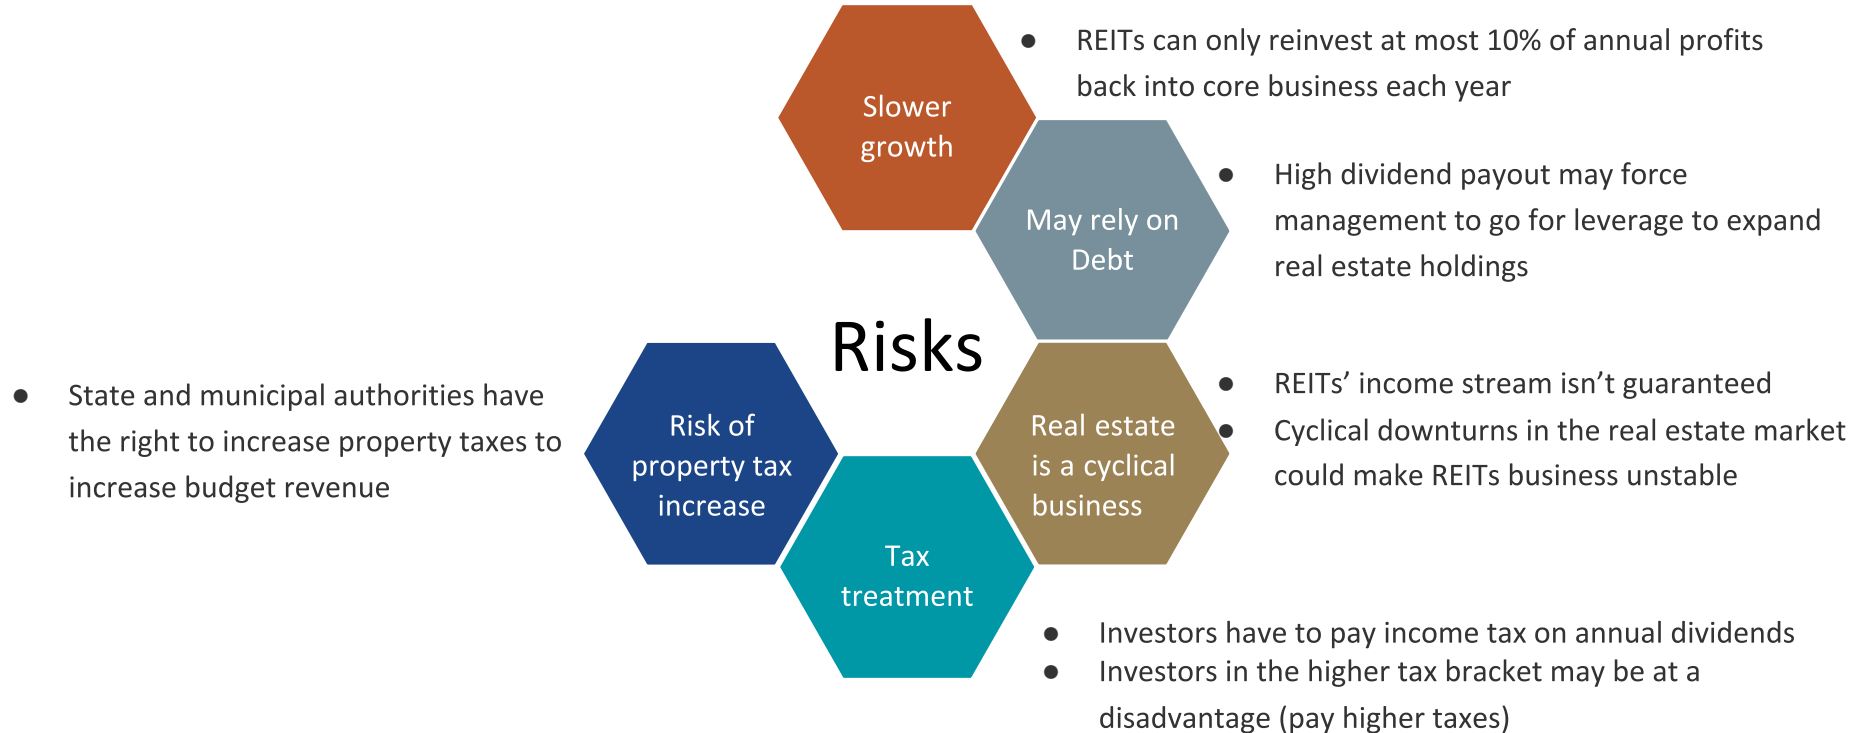 Slower
growth
● REITs can only reinvest at most 10% of annual profits
back into core business each year
May rely on
Debt
● High dividend payout may force
management to go for leverage to expand
real estate holdings
Risks
Real estate
is a cyclical
business
● REITs’ income stream isn’t guaranteed
● Cyclical downturns in the real estate market
could make REITs business unstable
Tax
treatment
● Investors have to pay income tax on annual dividends
● Investors in the higher tax bracket may be at a
disadvantage (pay higher taxes)
Risk of
property tax
increase
● State and municipal authorities have
the right to increase property taxes to
increase budget revenue